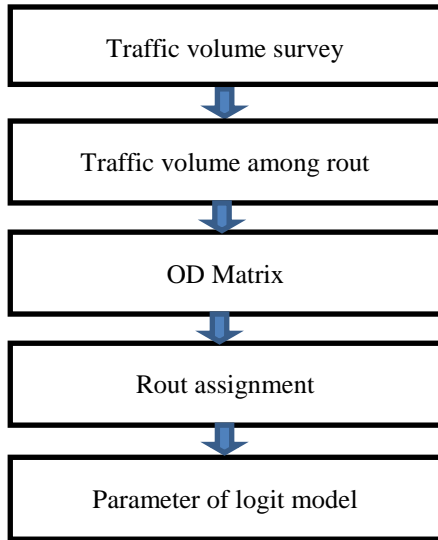 Traffic volume survey
Traffic volume among rout
OD Matrix
Rout assignment
Parameter of logit model